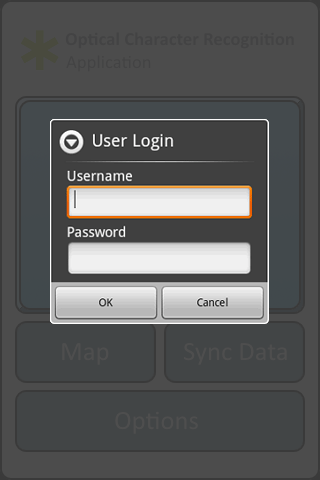 Optical Character Recognition
Application
User Login
Username
Password
OK
Cancel
Map
Sync Data
Options